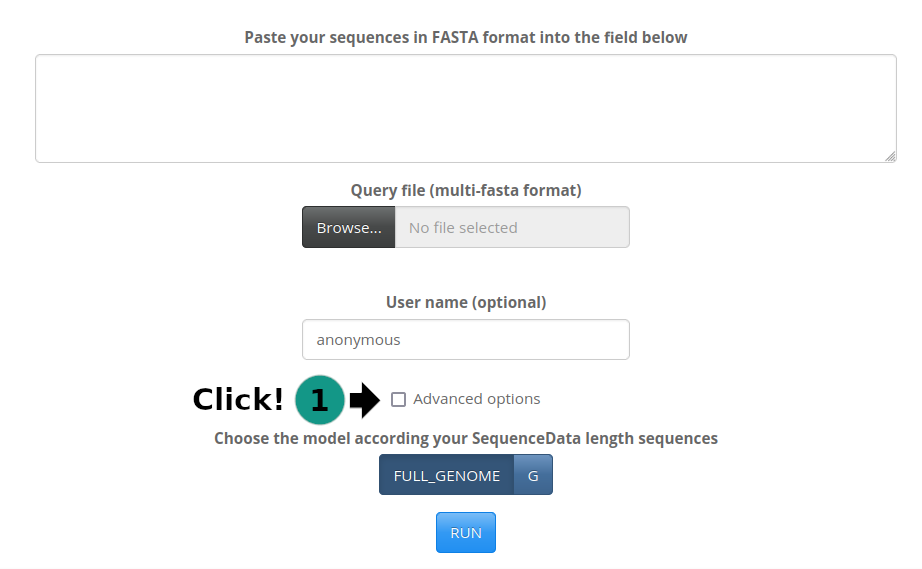 Paste your sequences in FASTA format into the field below
Query file (multi-fasta format)
Browse... No file selected
User name (optional)
anonymous
Click! 1 Advanced options
Choose the model according your SequenceData length sequences
FULL_GENOME G
RUN